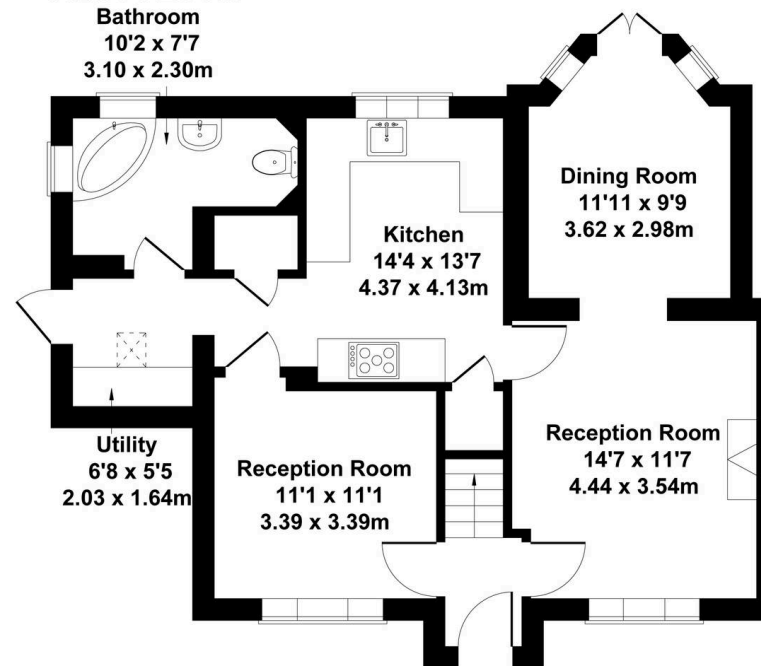 Bathroom
10'2 x 7'7
3.10 x 2.30m
Dining Room
11'11 x 9'9
3.62 x 2.98m
Kitchen
14'4 x 13'7
4.37 x 4.13m
Utility
6'8 x 5'5
2.03 x 1.64m
Reception Room
11'1 x 11'1
3.39 x 3.39m
Reception Room
14'7 x 11'7
4.44 x 3.54m